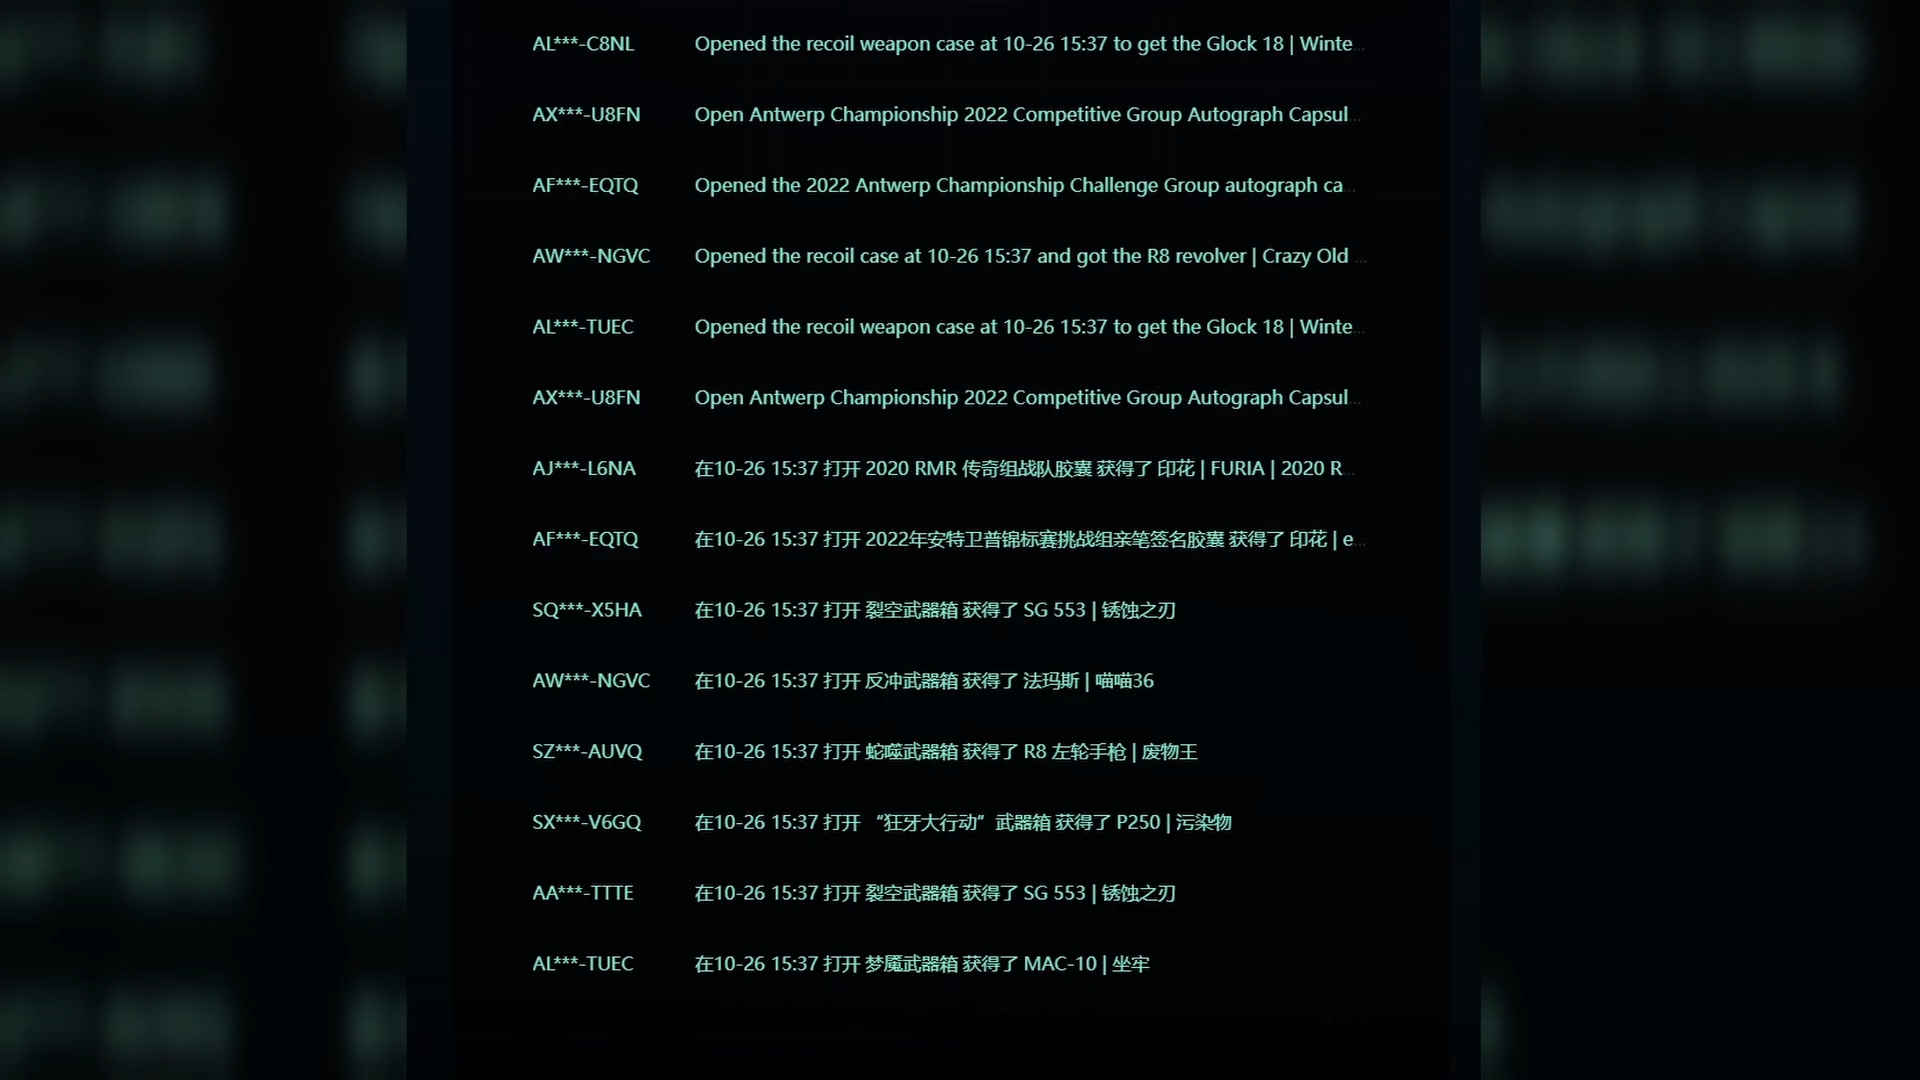 AL***-C8NL Opened the recoil weapon case at 10-26 15:37 to get the Glock 18 | Winte...
AX***-U8FN Open Antwerp Championship 2022 Competitive Group Autograph Capsul...
AF***-EQTQ Opened the 2022 Antwerp Championship Challenge Group autograph ca...
AW***-NGVC Opened the recoil case at 10-26 15:37 and got the R8 revolver | Crazy Old ...
AL***-TUEC Opened the recoil weapon case at 10-26 15:37 to get the Glock 18 | Winte...
AX***-U8FN Open Antwerp Championship 2022 Competitive Group Autograph Capsul...
AJ***-L6NA 在10-26 15:37 打开 2020 RMR 传奇组战队胶囊 获得了 印花 | FURIA | 2020 R...
AF***-EQTQ 在10-26 15:37 打开 2022年安特卫普锦标赛挑战组亲笔签名胶囊 获得了 印花 | e...
SQ***-X5HA 在10-26 15:37 打开 裂空武器箱 获得了 SG 553 | 锈蚀之刃
AW***-NGVC 在10-26 15:37 打开 反冲武器箱 获得了 法玛斯 | 喵喵36
SZ***-AUVQ 在10-26 15:37 打开 蛇噬武器箱 获得了 R8 左轮手枪 | 废物王
SX***-V6GQ 在10-26 15:37 打开 “狂牙大行动”武器箱 获得了 P250 | 污染物
AA***-TTTE 在10-26 15:37 打开 裂空武器箱 获得了 SG 553 | 锈蚀之刃
AL***-TUEC 在10-26 15:37 打开 梦魇武器箱 获得了 MAC-10 | 坐牢